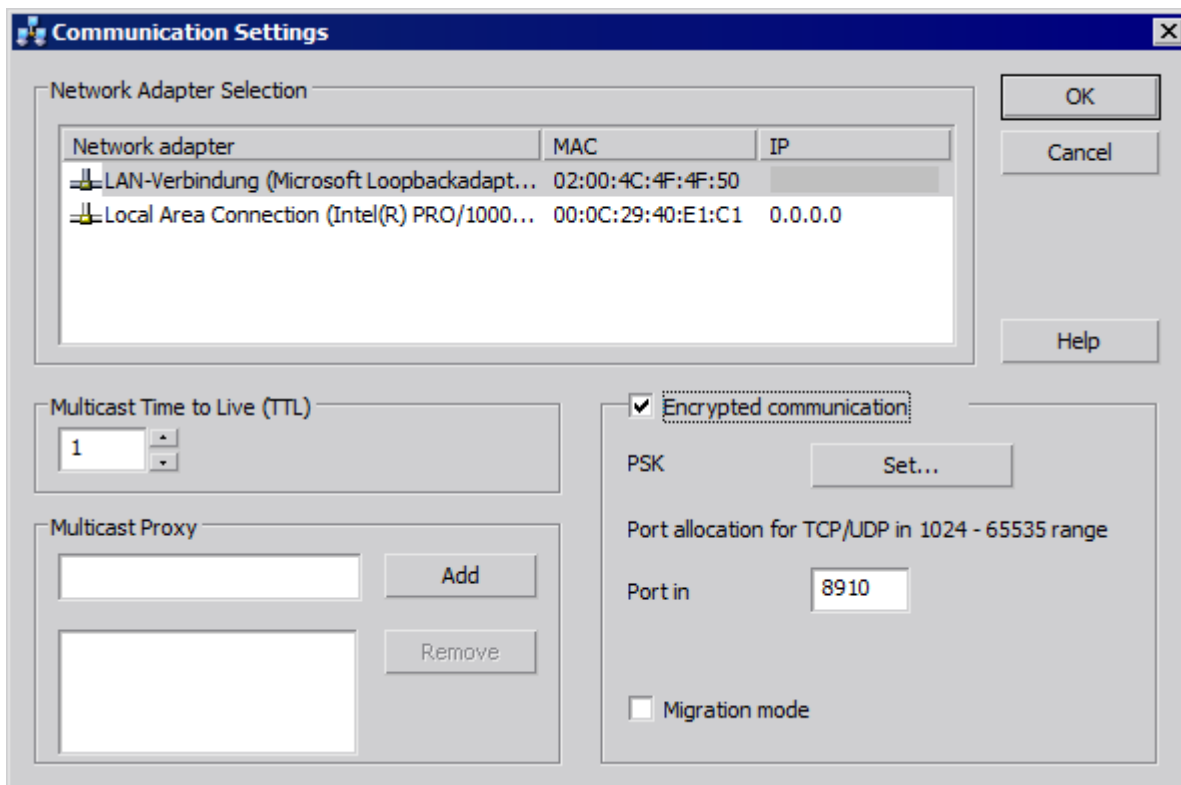 Communication Settings
Network Adapter Selection
OK
Cancel
Network adapter MAC IP
LAN-Verbindung (Microsoft Loopbackadapt... 02:00:4C:4F:4F:50
Local Area Connection (Intel(R) PRO/1000... 00:0C:29:40:E1:C1 0.0.0.0
Help
Multicast Time to Live (TTL)
1
Multicast Proxy
Add
Remove
Encrypted communication
PSK Set...
Port allocation for TCP/UDP in 1024 - 65535 range
Port in 8910
Migration mode